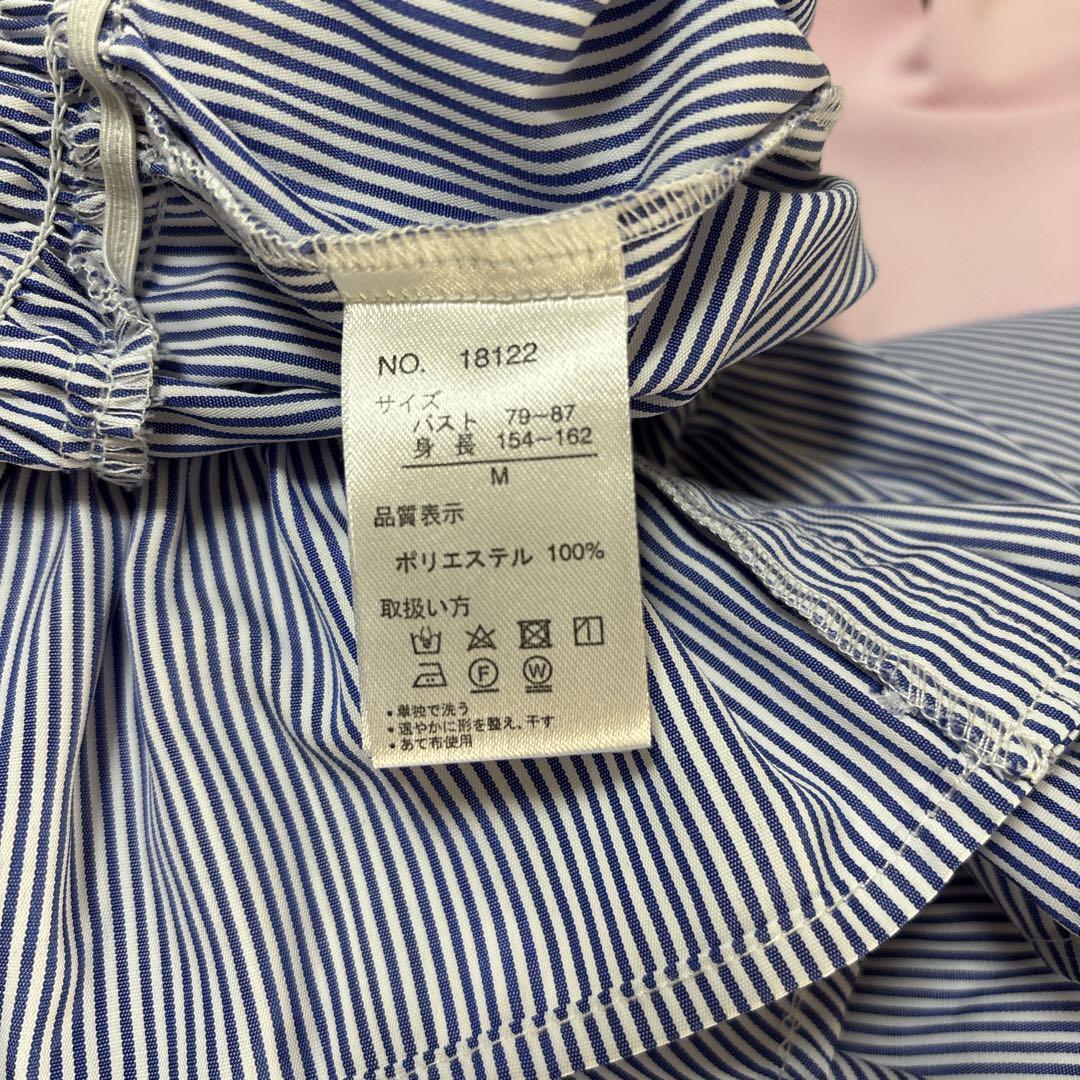 NO. 18122
サイズ
バスト 79~87
身 長 154~162
M
品質表示
ポリエステル 100%
取扱い方
F W
・単独で洗う
・速やかに形を整え、干す
・あて布使用